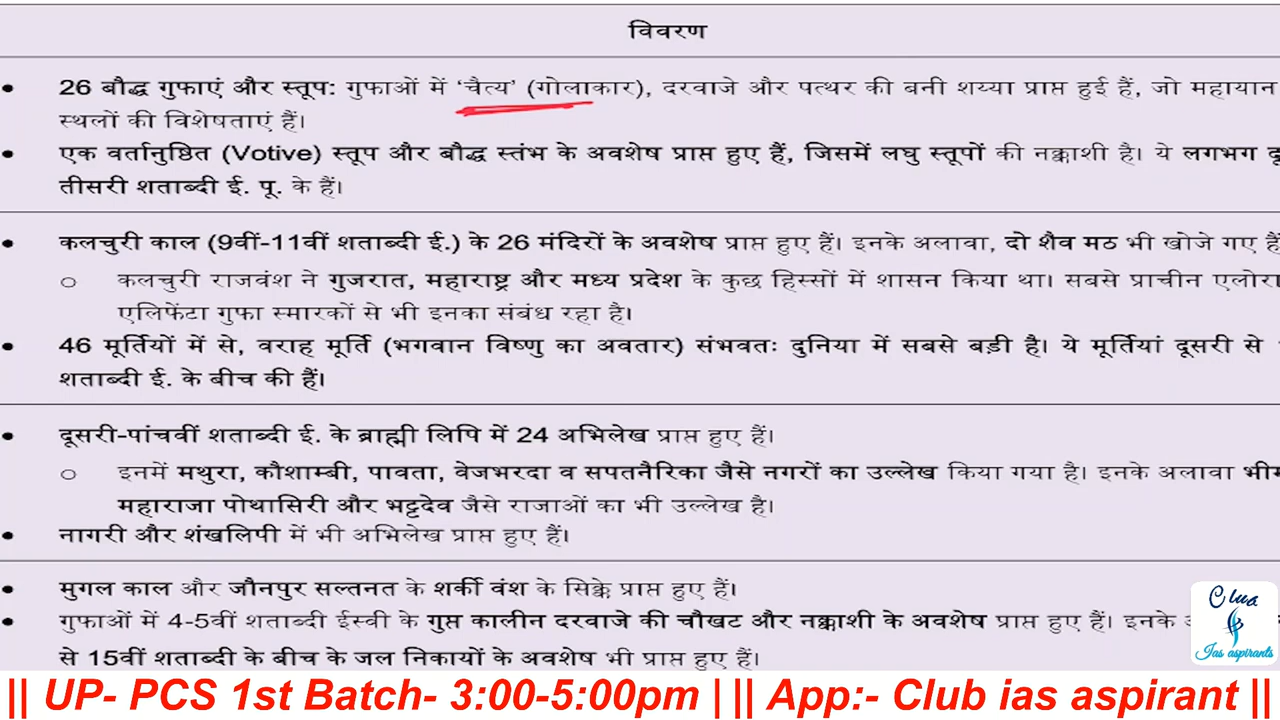 विवरण
• 26 बौद्ध गुफाएं और स्तूप: गुफाओं में ‘चैत्य’ (गोलाकार), दरवाजे और पत्थर की बनी शय्या प्राप्त हुई हैं, जो महायान
स्थलों की विशेषताएं हैं।
• एक वर्तानुष्ठित (Votive) स्तूप और बौद्ध स्तंभ के अवशेष प्राप्त हुए हैं, जिसमें लघु स्तूपों की नक्काशी है। ये लगभग
तीसरी शताब्दी ई. पू. के हैं।
• कलचुरी काल (9वीं-11वीं शताब्दी ई.) के 26 मंदिरों के अवशेष प्राप्त हुए हैं। इनके अलावा, दो शैव मठ भी खोजे गए हैं
○ कलचुरी राजवंश ने गुजरात, महाराष्ट्र और मध्य प्रदेश के कुछ हिस्सों में शासन किया था। सबसे प्राचीन एलोरा
एलिफेंटा गुफा स्मारकों से भी इनका संबंध रहा है।
• 46 मूर्तियों में से, वराह मूर्ति (भगवान विष्णु का अवतार) संभवतः दुनिया में सबसे बड़ी है। ये मूर्तियां दूसरी से
शताब्दी ई. के बीच की हैं।
• दूसरी-पांचवीं शताब्दी ई. के ब्राह्मी लिपि में 24 अभिलेख प्राप्त हुए हैं।
○ इनमें मथुरा, कौशाम्बी, पावता, वेजभरदा व सपतनैरिका जैसे नगरों का उल्लेख किया गया है। इनके अलावा
महाराजा पोथासिरी और भट्टदेव जैसे राजाओं का भी उल्लेख है।
• नागरी और शंखलिपी में भी अभिलेख प्राप्त हुए हैं।
• मुगल काल और जौनपुर सल्तनत के शर्की वंश के सिक्के प्राप्त हुए हैं।
• गुफाओं में 4-5वीं शताब्दी ईस्वी के गुप्त कालीन दरवाजे की चौखट और नक्काशी के अवशेष प्राप्त हुए हैं। इनके
से 15वीं शताब्दी के बीच के जल निकायों के अवशेष भी प्राप्त हुए हैं।
Club
Ias aspirants
|| UP- PCS 1st Batch- 3:00-5:00pm | || App:- Club ias aspirant ||